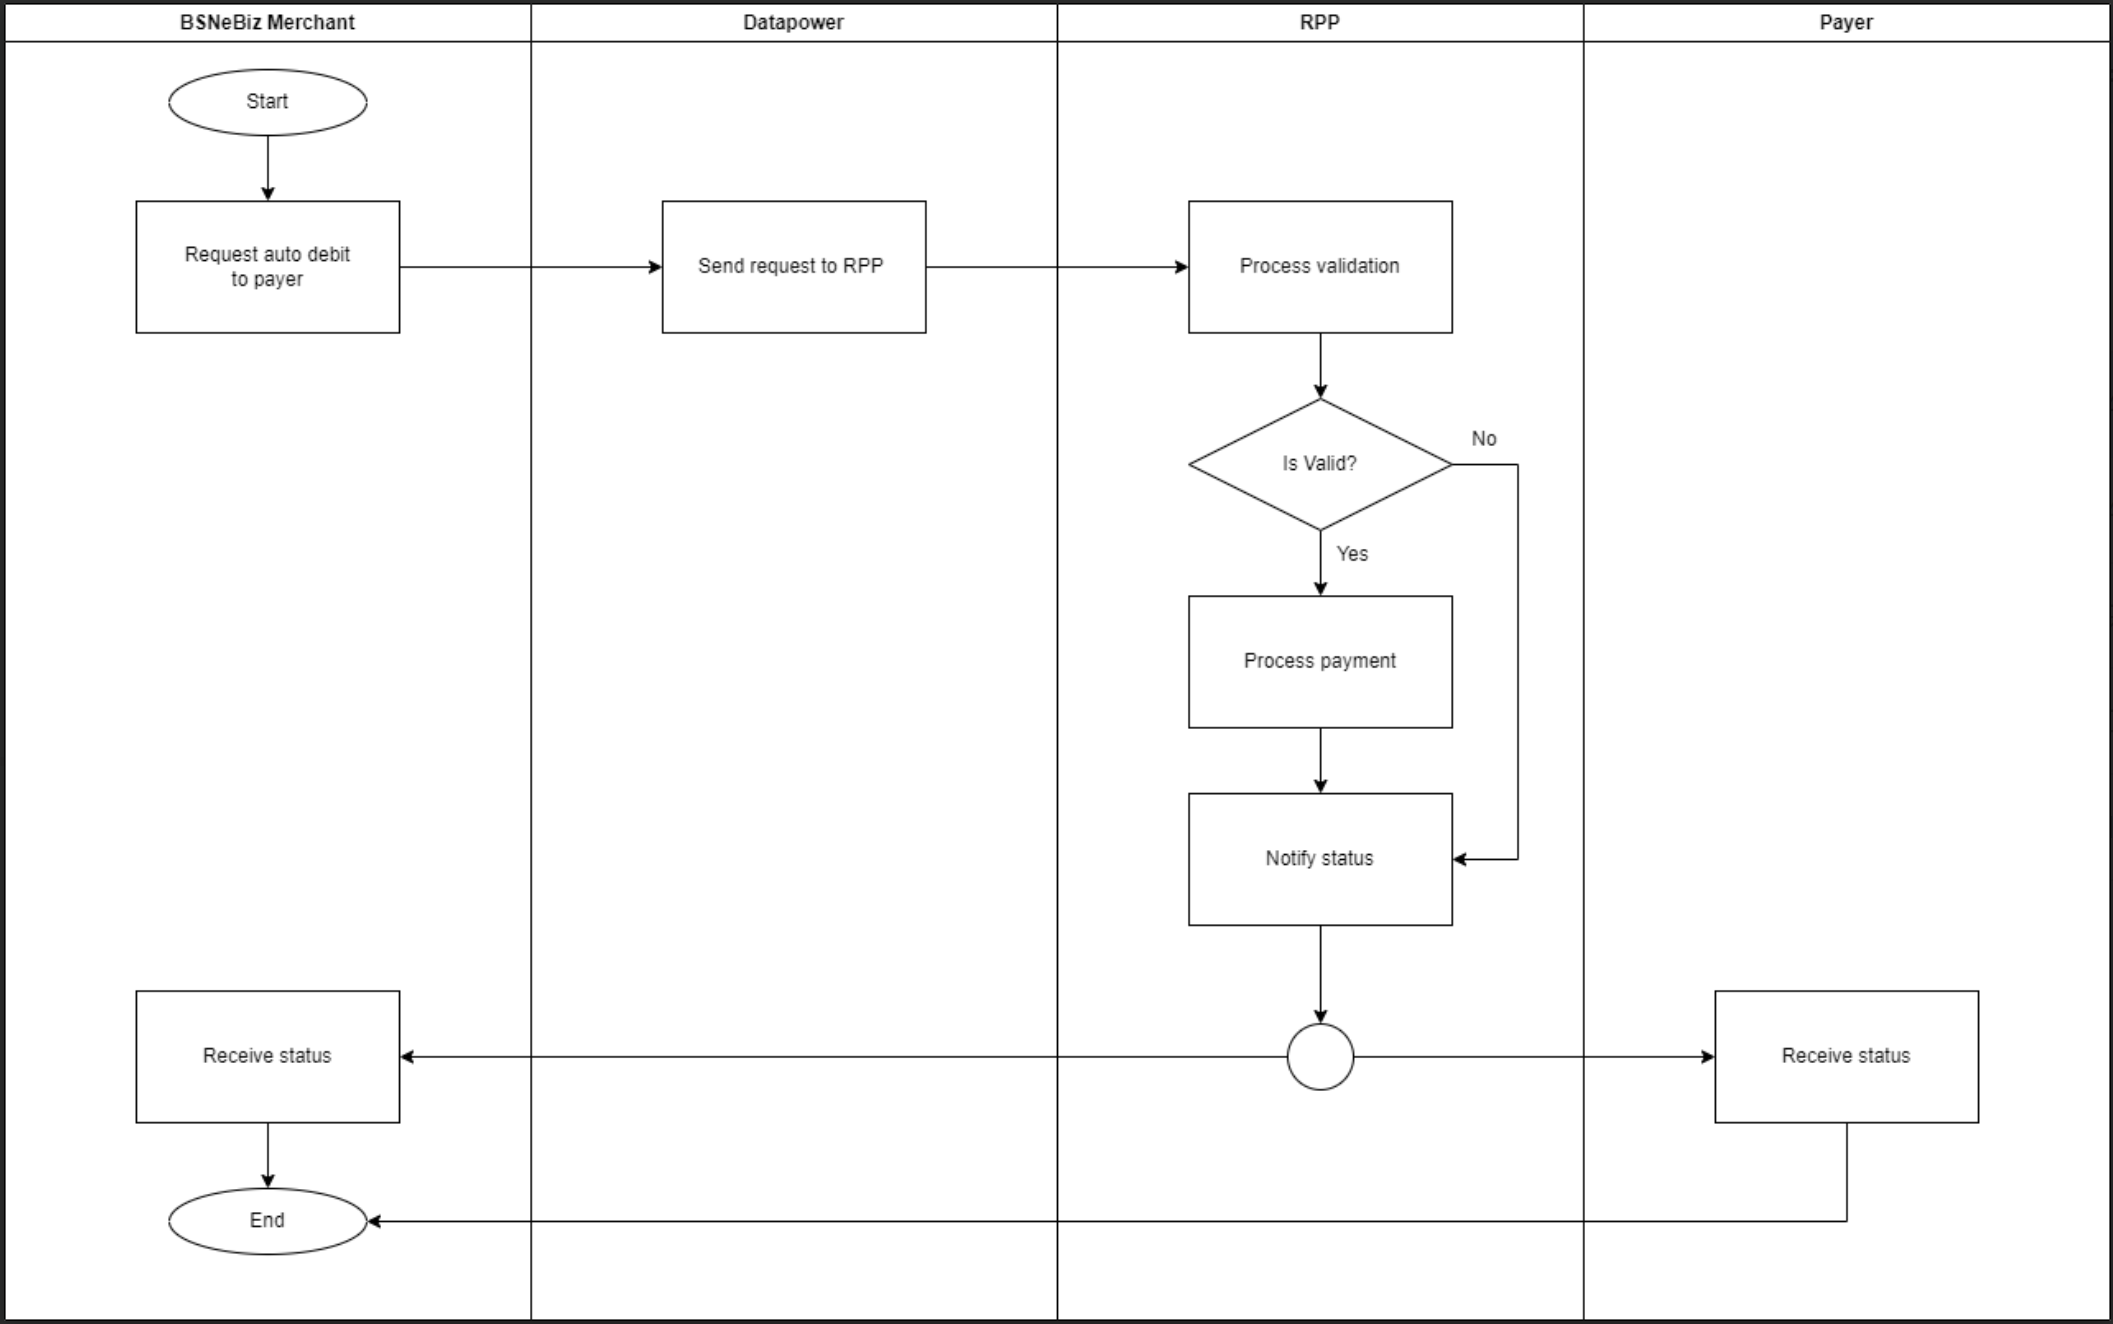 BSNeBiz Merchant
Datapower
RPP
Payer
Start
Request auto debit
to payer
Send request to RPP
Process validation
Is Valid?
No
Yes
Process payment
Notify status
Receive status
Receive status
End